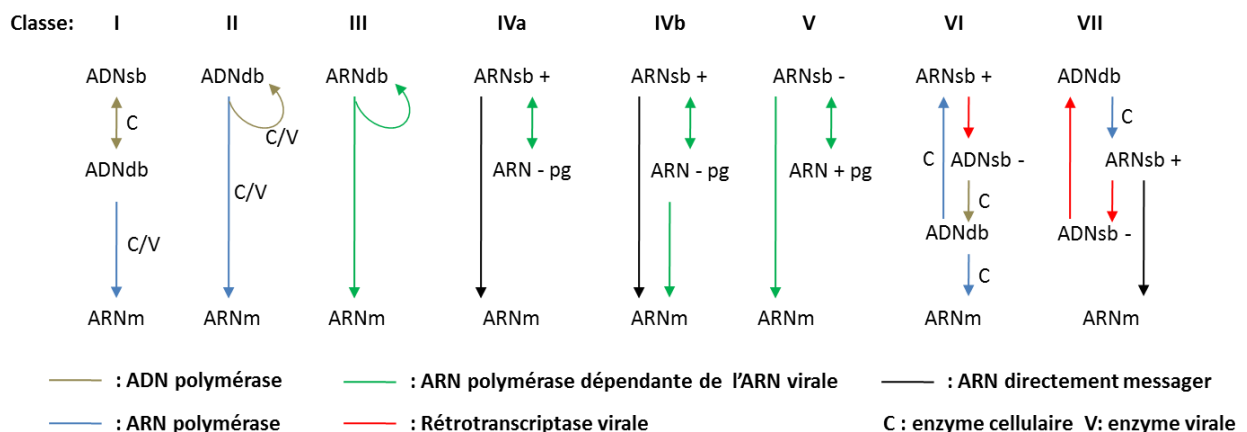 Classe: I II III IVa IVb V VI VII
ADNsb ADNdb ARNdb ARNsb + ARNsb + ARNsb - ARNsb + ADNdb
C C/V C
ADNdb ARN - pg ARN - pg ARN + pg C ADNsb - ARNsb +
C/V C
C/V ADNdb ADNsb -
C
ARNm ARNm ARNm ARNm ARNm ARNm ARNm ARNm
: ADN polymérase : ARN polymérase dépendante de l'ARN virale : ARN directement messager
: ARN polymérase : Rétrotranscriptase virale C : enzyme cellulaire V: enzyme virale